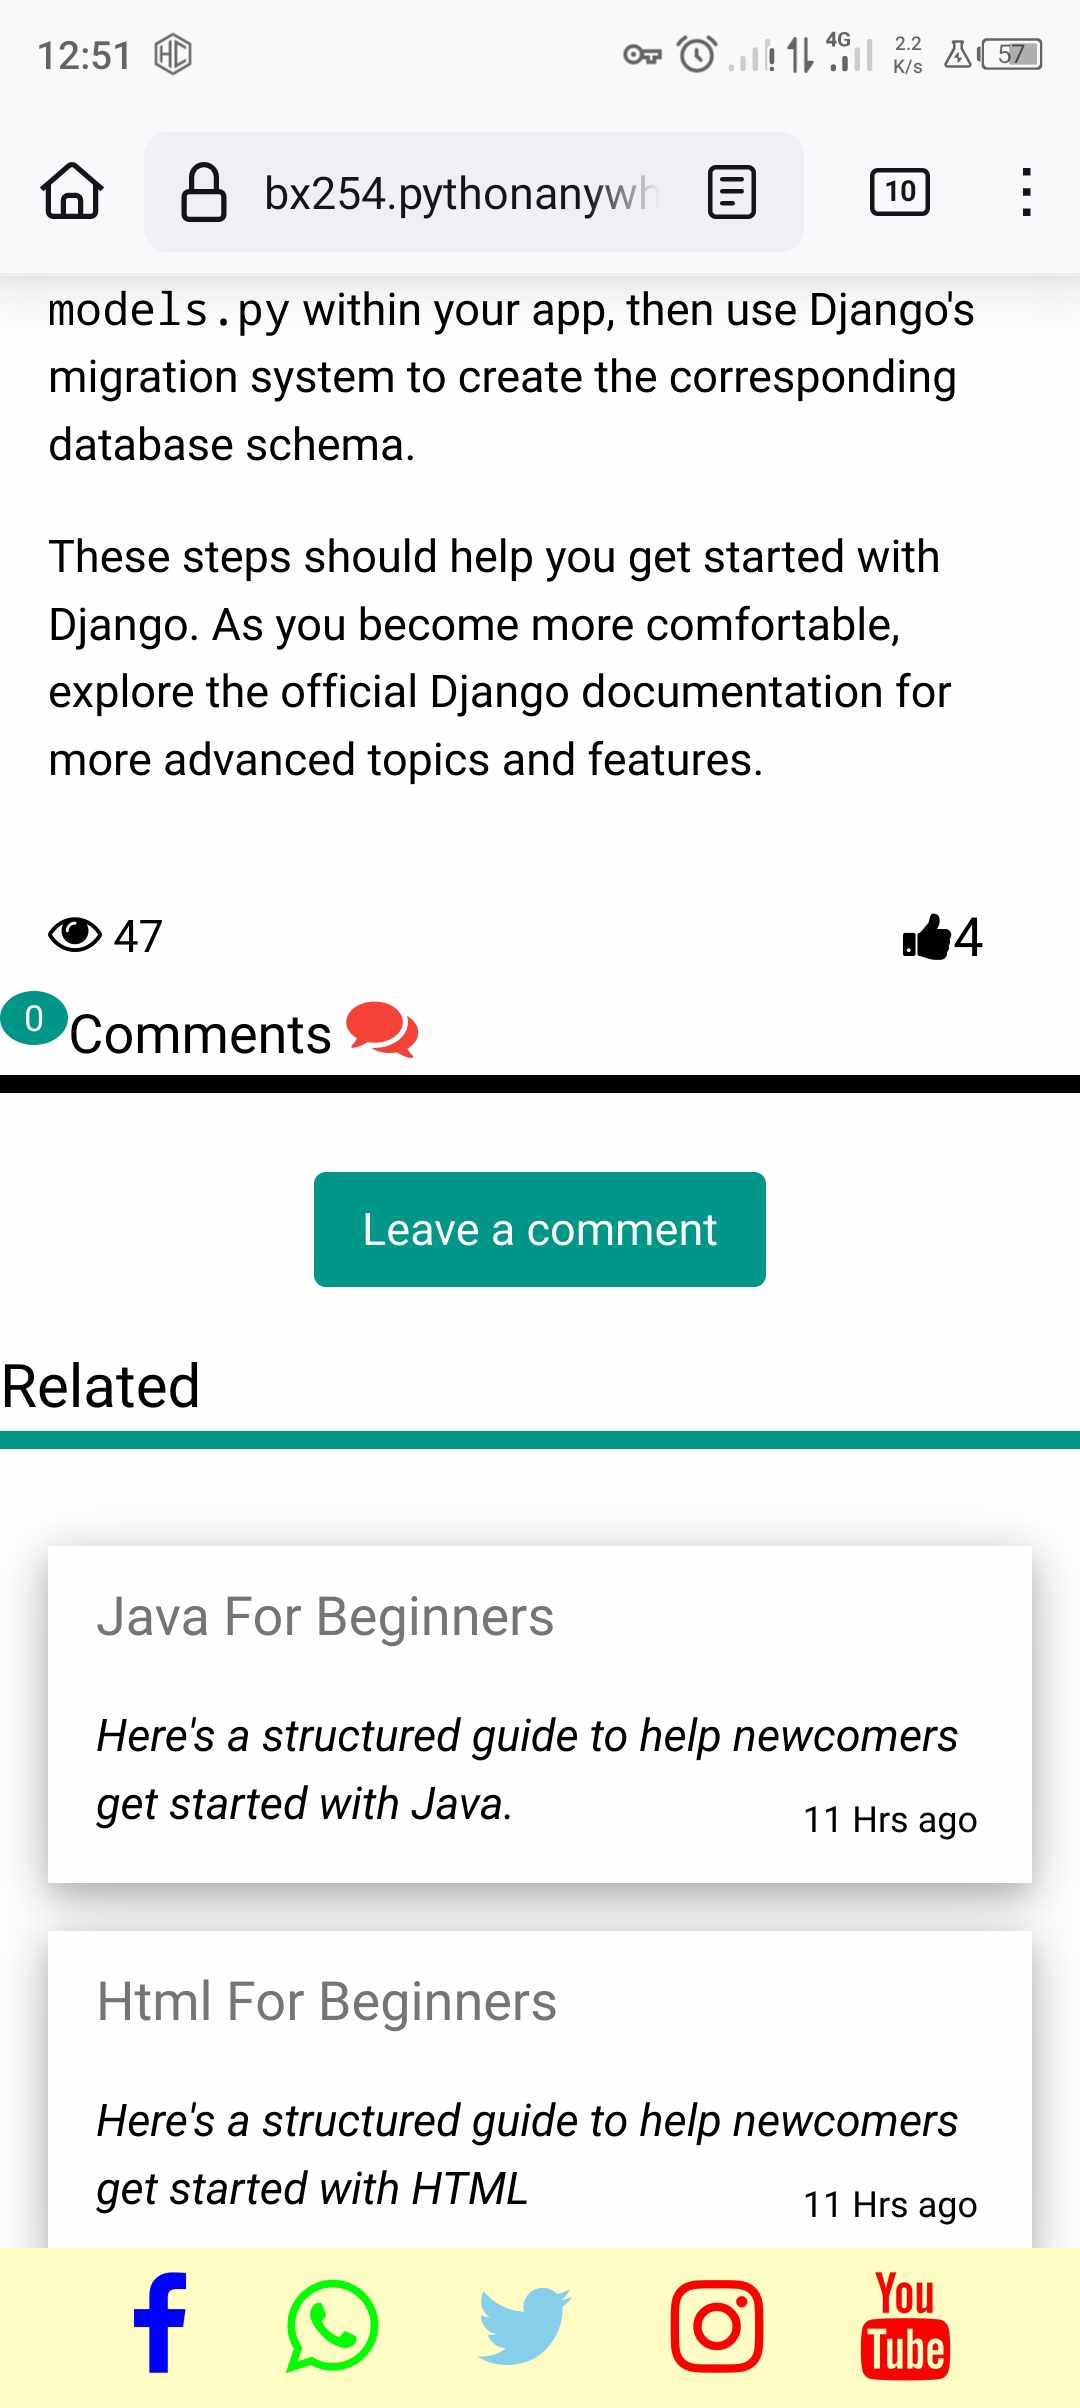 12:51 HC 4G 2.2 K/s 57
bx254.pythonanywh 10
models.py within your app, then use Django's
migration system to create the corresponding
database schema.
These steps should help you get started with
Django. As you become more comfortable,
explore the official Django documentation for
more advanced topics and features.
47 4
0 Comments
Leave a comment
Related
Java For Beginners
Here's a structured guide to help newcomers
get started with Java.
11 Hrs ago
Html For Beginners
Here's a structured guide to help newcomers
get started with HTML
11 Hrs ago
You
Tube